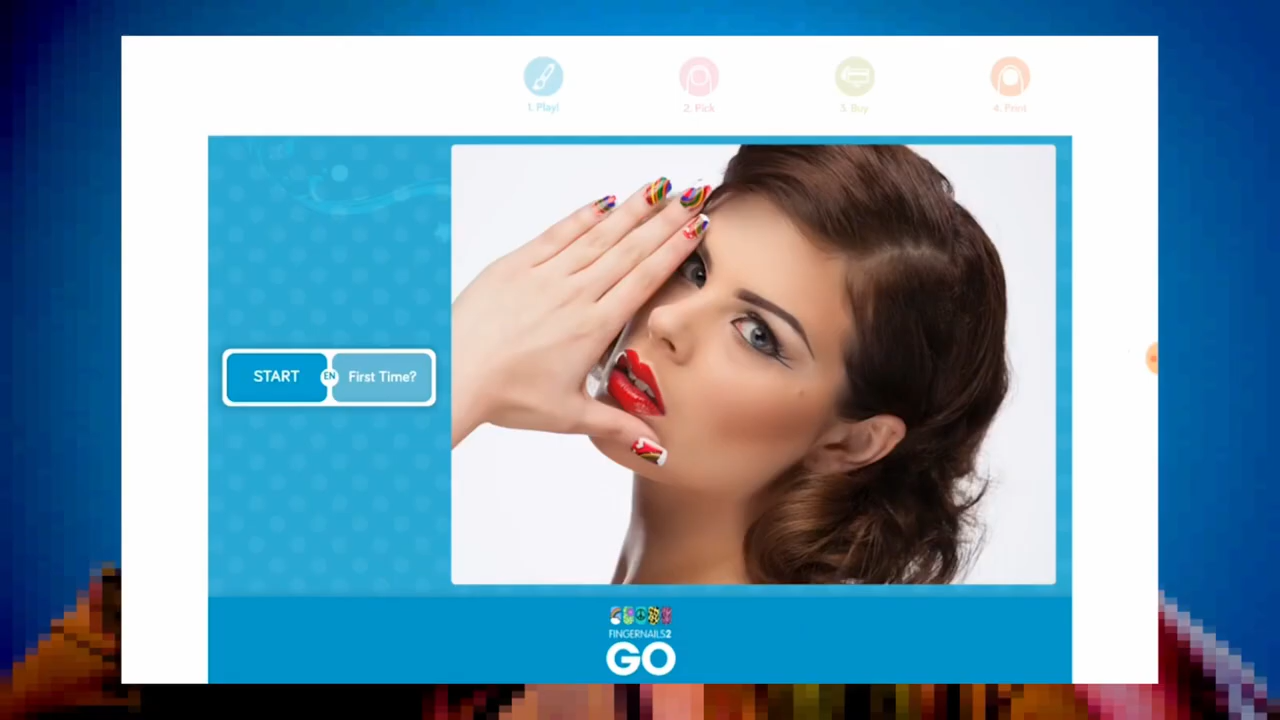 1. Play!
2. Pick
3. Buy
4. Print
START
EN
First Time?
FINGERNAILS2
GO